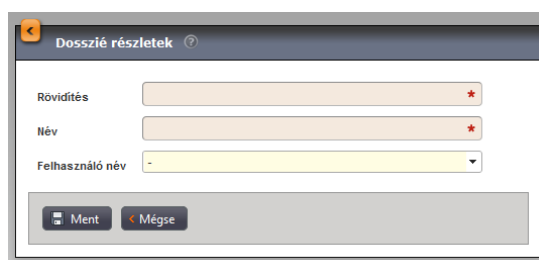 Dosszié részletek ?
Rövidítés *
Név *
Felhasználó név -
Ment < Mégse